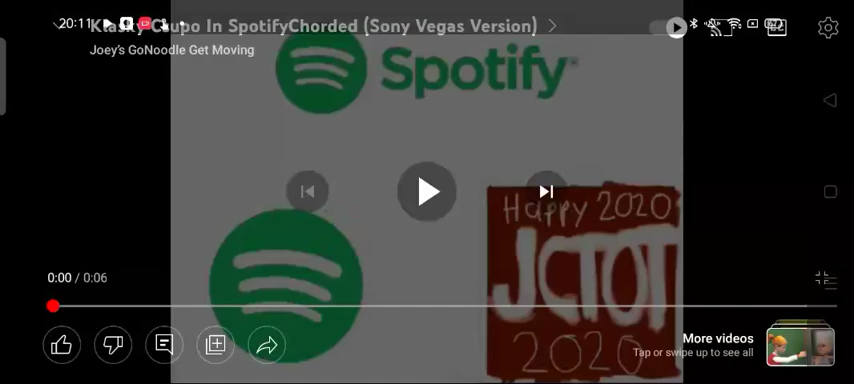 20:11
Klasky Csupo In SpotifyChorded (Sony Vegas Version)
Joey's GoNoodle Get Moving
Spotify
Happy 2020
JCTOT
2020
0:00 / 0:06
More videos
Tap or swipe up to see all